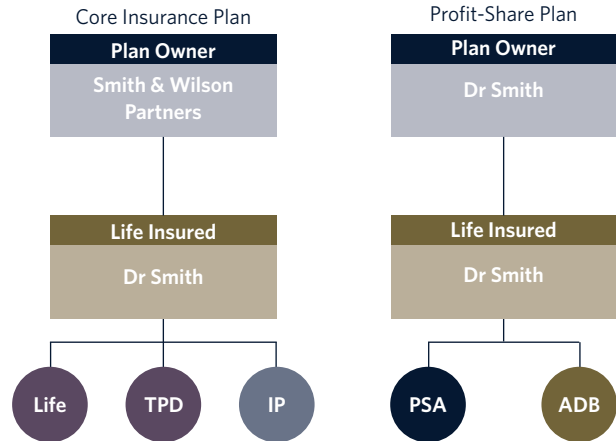 Core Insurance Plan
Plan Owner
Smith & Wilson
Partners
Life Insured
Dr Smith
Life
TPD
IP
Profit-Share Plan
Plan Owner
Dr Smith
Life Insured
Dr Smith
PSA
ADB